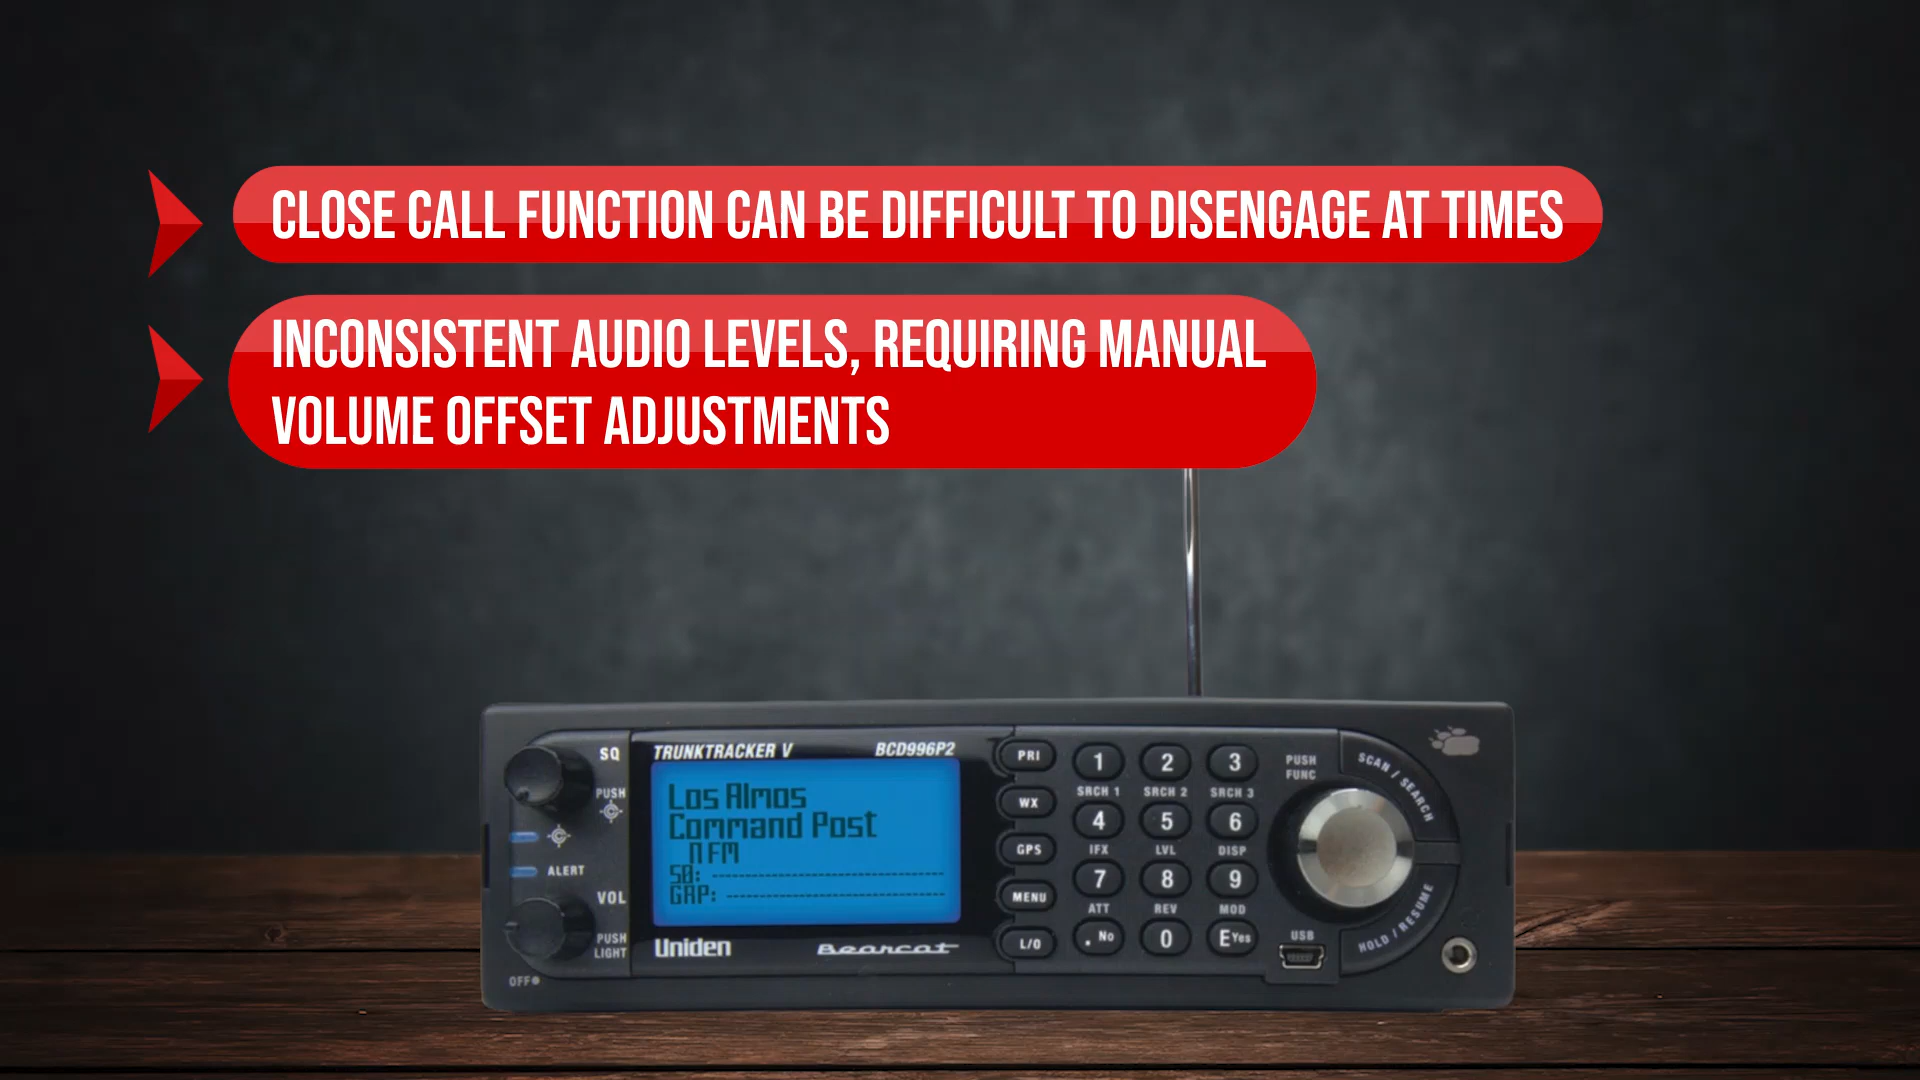 CLOSE CALL FUNCTION CAN BE DIFFICULT TO DISENGAGE AT TIMES
INCONSISTENT AUDIO LEVELS, REQUIRING MANUAL
VOLUME OFFSET ADJUSTMENTS
SQ
PUSH
ALERT
VOL
PUSH
LIGHT
OFF
TRUNKTRACKER V
BCD996P2
Los Almos
Command Post
NFM
S0:
GRP:
Uniden
Bearcat
PRI
WX
GPS
MENU
L/O
1
2
3
SRCH 1
SRCH 2
SRCH 3
4
5
6
IFX
LVL
DISP
7
8
9
ATT
REV
MOD
. No
0
E Yes
PUSH
FUNC
SCAN / SEARCH
HOLD / RESUME
USB